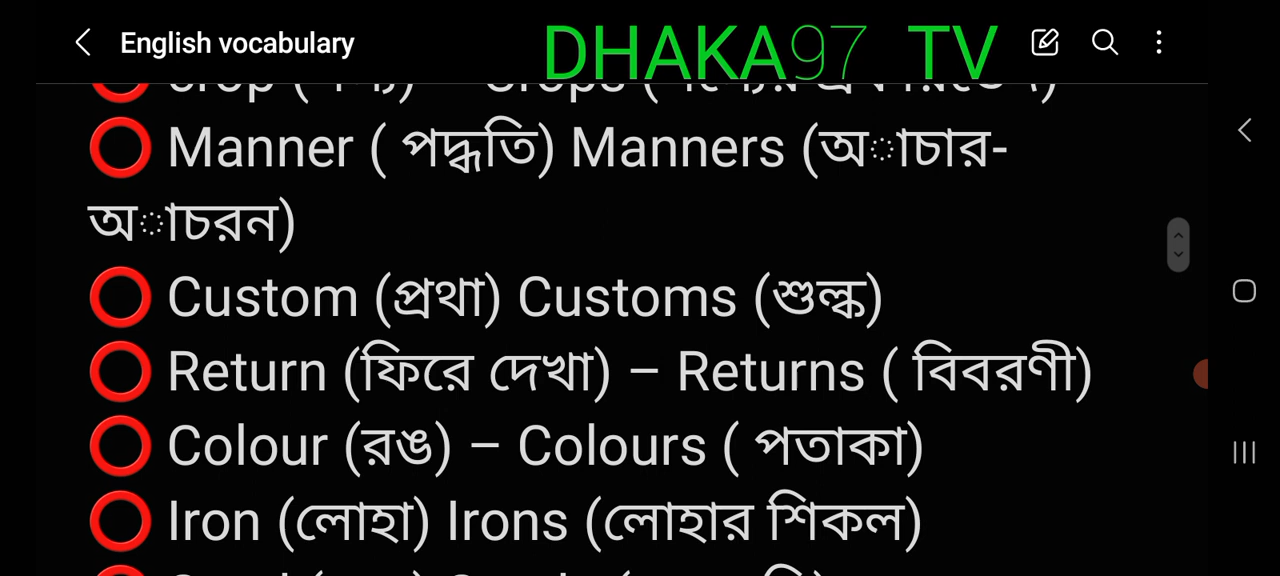 English vocabulary DHAKA97 TV
⭕ Manner ( পদ্ধতি) Manners (অাচার-
অাচরন)
⭕ Custom (প্রথা) Customs (শুল্ক)
⭕ Return (ফিরে দেখা) – Returns ( বিবরণী)
⭕ Colour (রঙ) – Colours ( পতাকা)
⭕ Iron (লোহা) Irons (লোহার শিকল)